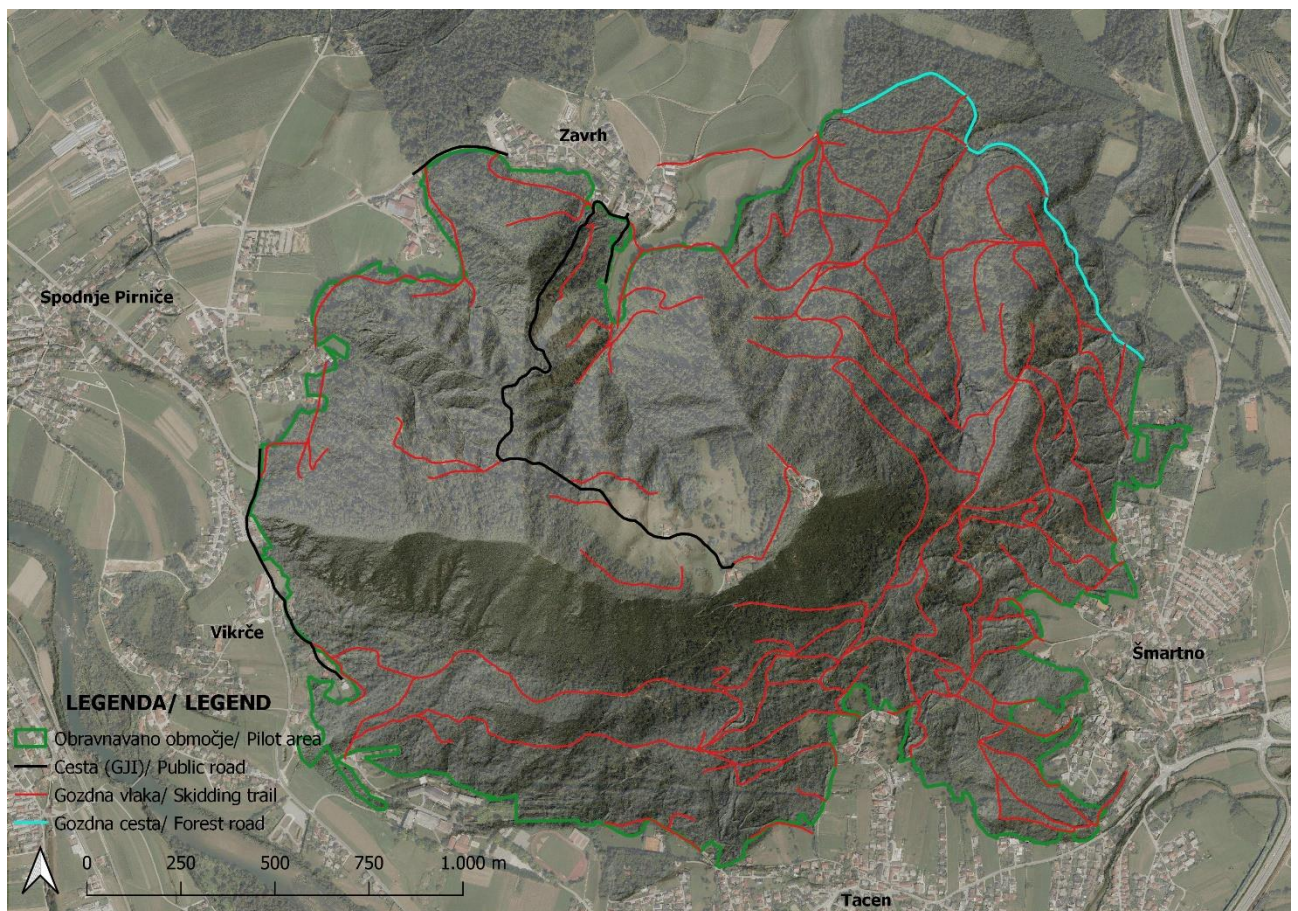 Zavrh
Spodnje Pirniče
Vikrče
Šmartno
LEGENDA/ LEGEND
Obravnavano območje/ Pilot area
Cesta (GJI)/ Public road
Gozdna vlaka/ Skidding trail
Gozdna cesta/ Forest road
0 250 500 750 1.000 m
Tacen